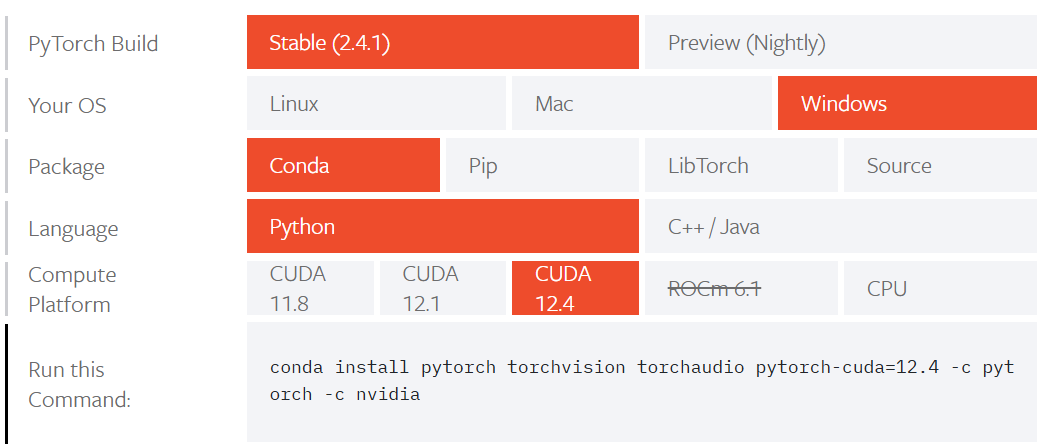 PyTorch Build
Stable (2.4.1)
Preview (Nightly)
Your OS
Linux
Mac
Windows
Package
Conda
Pip
LibTorch
Source
Language
Python
C++ / Java
Compute
Platform
CUDA
11.8
CUDA
12.1
CUDA
12.4
ROCm 6.1
CPU
Run this
Command:
conda install pytorch torchvision torchaudio pytorch-cuda=12.4 -c pyt
orch -c nvidia